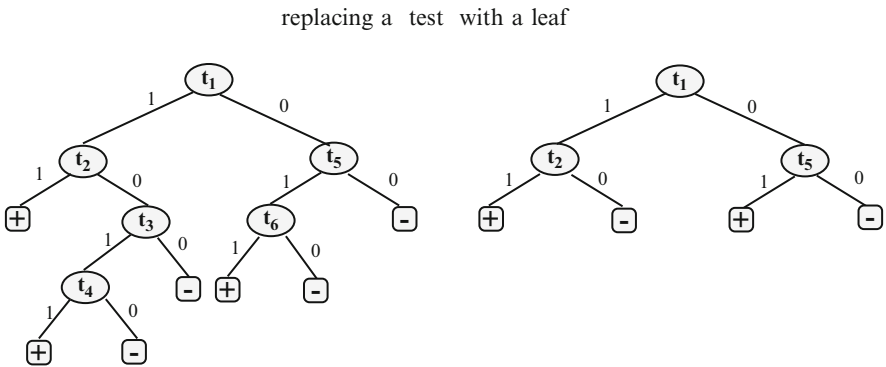 replacing a test with a leaf
t1 t1
1 0 1 0
t2 t5 t2 t5
1 0 1 0 1 0 1 0
+ t3 t6 - + - + -
1 0 1 0
t4 - + -
1 0
+ -